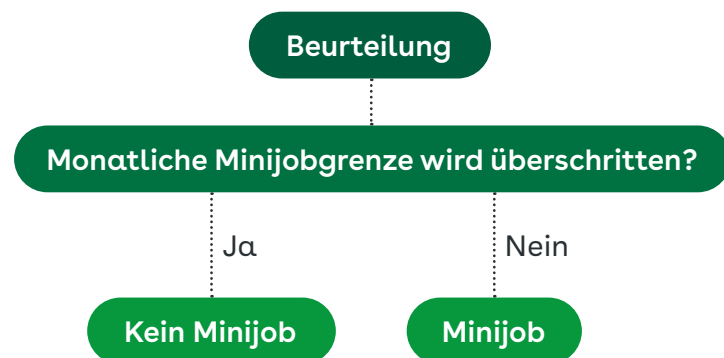 Beurteilung
Monatliche Minijobgrenze wird überschritten?
Ja
Nein
Kein Minijob
Minijob